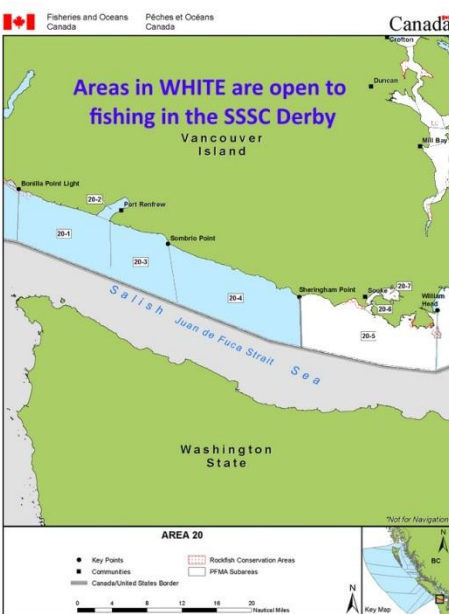 Fisheries and Oceans Pêches et Océans
Canada Canada
Canada
Crofton
Duncan
Areas in WHITE are open to
fishing in the SSSC Derby
Vancouver
Island
Mill Bay
Bonilla Point Light
20-2
Port Renfrew
20-1
Sombrio Point
20-3
20-4
Sheringham Point
Sooke
20-7
20-6
William
Head
20-5
Salish Sea
Juan de Fuca Strait
Washington
State
*Not for Navigation
AREA 20
Key Points
Communities
Canada/United States Border
Rockfish Conservation Areas
PFMA Subareas
0 4 8 12 16 20
Nautical Miles
N
Key Map
BC
N